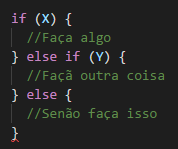 if (X) {
//Faça algo
} else if (Y) {
//Façã outra coisa
} else {
//Senão faça isso
}